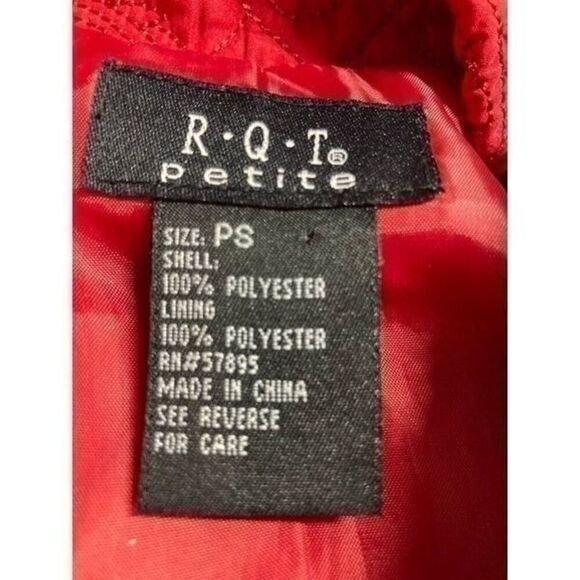 R·Q·T®
petite
SIZE: PS
SHELL:
100% POLYESTER
LINING
100% POLYESTER
RN#57895
MADE IN CHINA
SEE REVERSE
FOR CARE